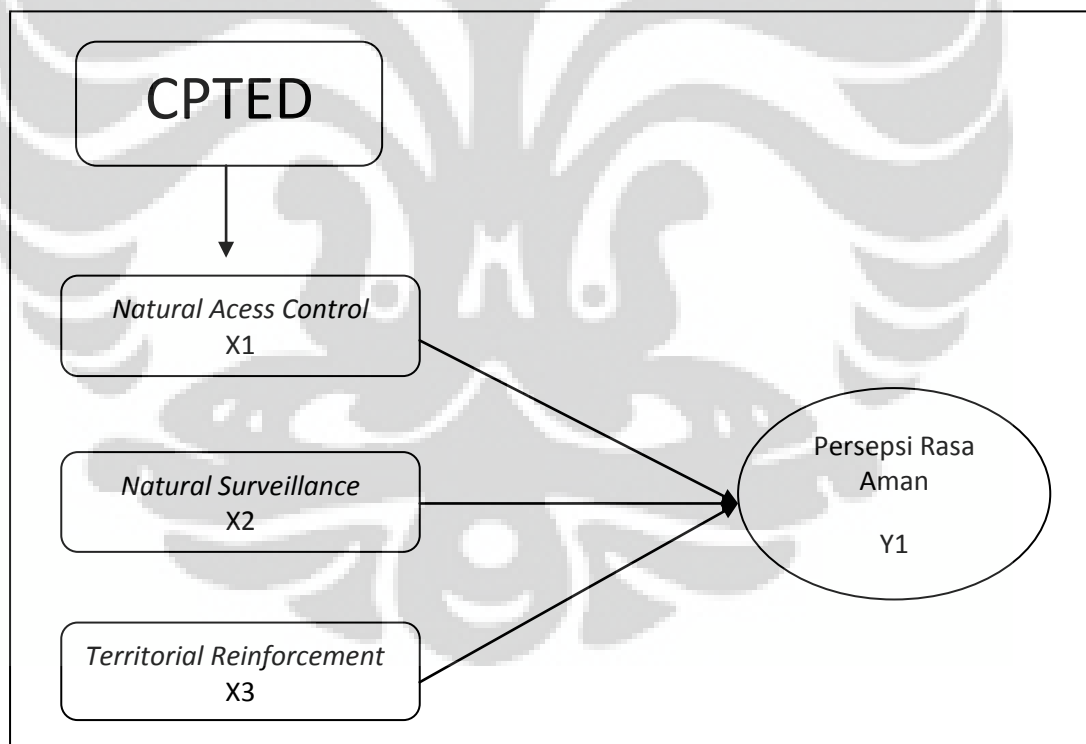 CPTED
Natural Acess Control
X1
Natural Surveillance
X2
Territorial Reinforcement
X3
Persepsi Rasa
Aman
Y1